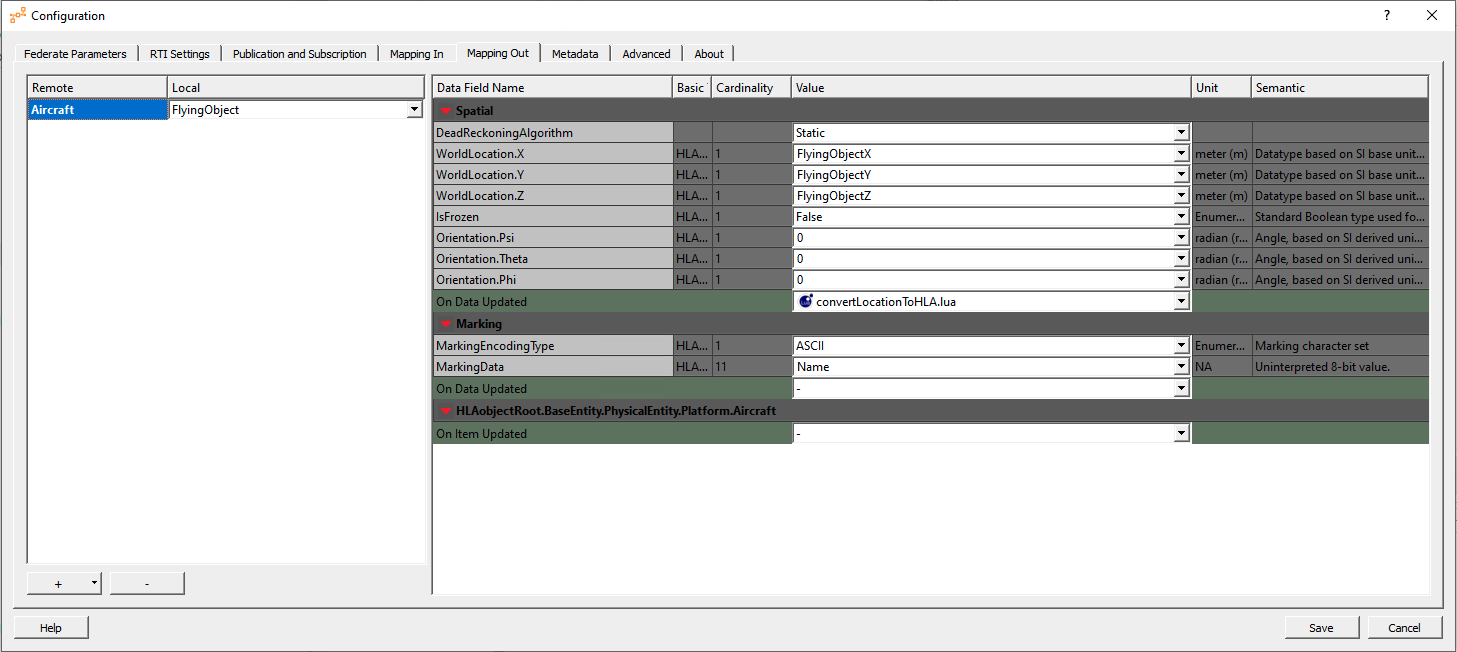 Configuration
?
Federate Parameters RTI Settings Publication and Subscription Mapping In Mapping Out Metadata Advanced About
Remote Local
Aircraft FlyingObject
+ -
Data Field Name Basic Cardinality Value Unit Semantic
Spatial
DeadReckoningAlgorithm Static
WorldLocation.X HLA... 1 FlyingObjectX meter (m) Datatype based on SI base unit...
WorldLocation.Y HLA... 1 FlyingObjectY meter (m) Datatype based on SI base unit...
WorldLocation.Z HLA... 1 FlyingObjectZ meter (m) Datatype based on SI base unit...
IsFrozen HLA... 1 False Enumer... Standard Boolean type used fo...
Orientation.Psi HLA... 1 0 radian (r... Angle, based on SI derived uni...
Orientation.Theta HLA... 1 0 radian (r... Angle, based on SI derived uni...
Orientation.Phi HLA... 1 0 radian (r... Angle, based on SI derived uni...
On Data Updated convertLocationToHLA.lua
Marking
MarkingEncodingType HLA... 1 ASCII Enumer... Marking character set
MarkingData HLA... 11 Name NA Uninterpreted 8-bit value.
On Data Updated -
HLAobjectRoot.BaseEntity.PhysicalEntity.Platform.Aircraft
On Item Updated -
Help Save Cancel